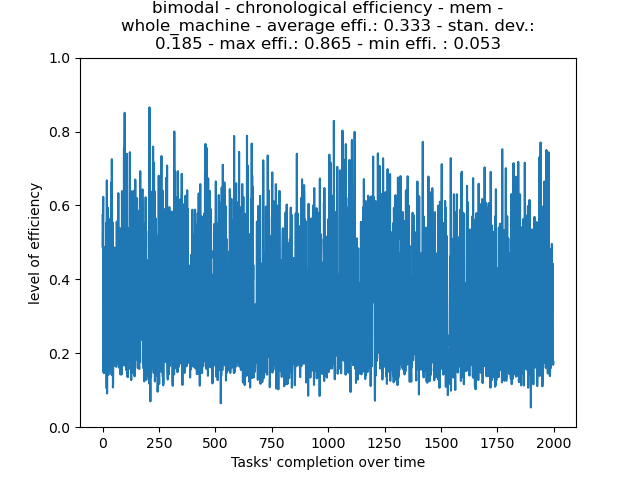 bimodal - chronological efficiency - mem -
whole_machine - average effi.: 0.333 - stan. dev.:
0.185 - max effi.: 0.865 - min effi. : 0.053
1.0
0.8
0.6
0.4
0.2
0.0
level of efficiency
0 250 500 750 1000 1250 1500 1750 2000
Tasks' completion over time